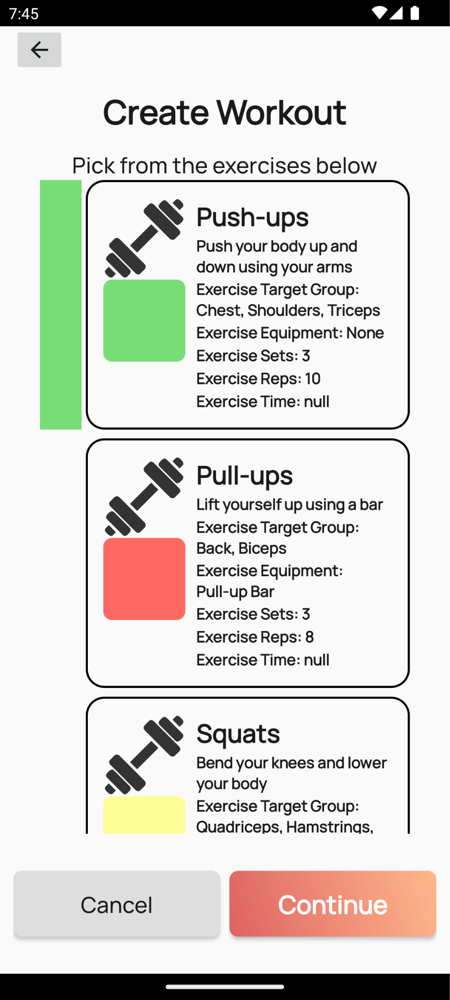 7:45
Create Workout
Pick from the exercises below
Push-ups
Push your body up and
down using your arms
Exercise Target Group:
Chest, Shoulders, Triceps
Exercise Equipment: None
Exercise Sets: 3
Exercise Reps: 10
Exercise Time: null
Pull-ups
Lift yourself up using a bar
Exercise Target Group:
Back, Biceps
Exercise Equipment:
Pull-up Bar
Exercise Sets: 3
Exercise Reps: 8
Exercise Time: null
Squats
Bend your knees and lower
your body
Exercise Target Group:
Quadriceps, Hamstrings,
Cancel
Continue